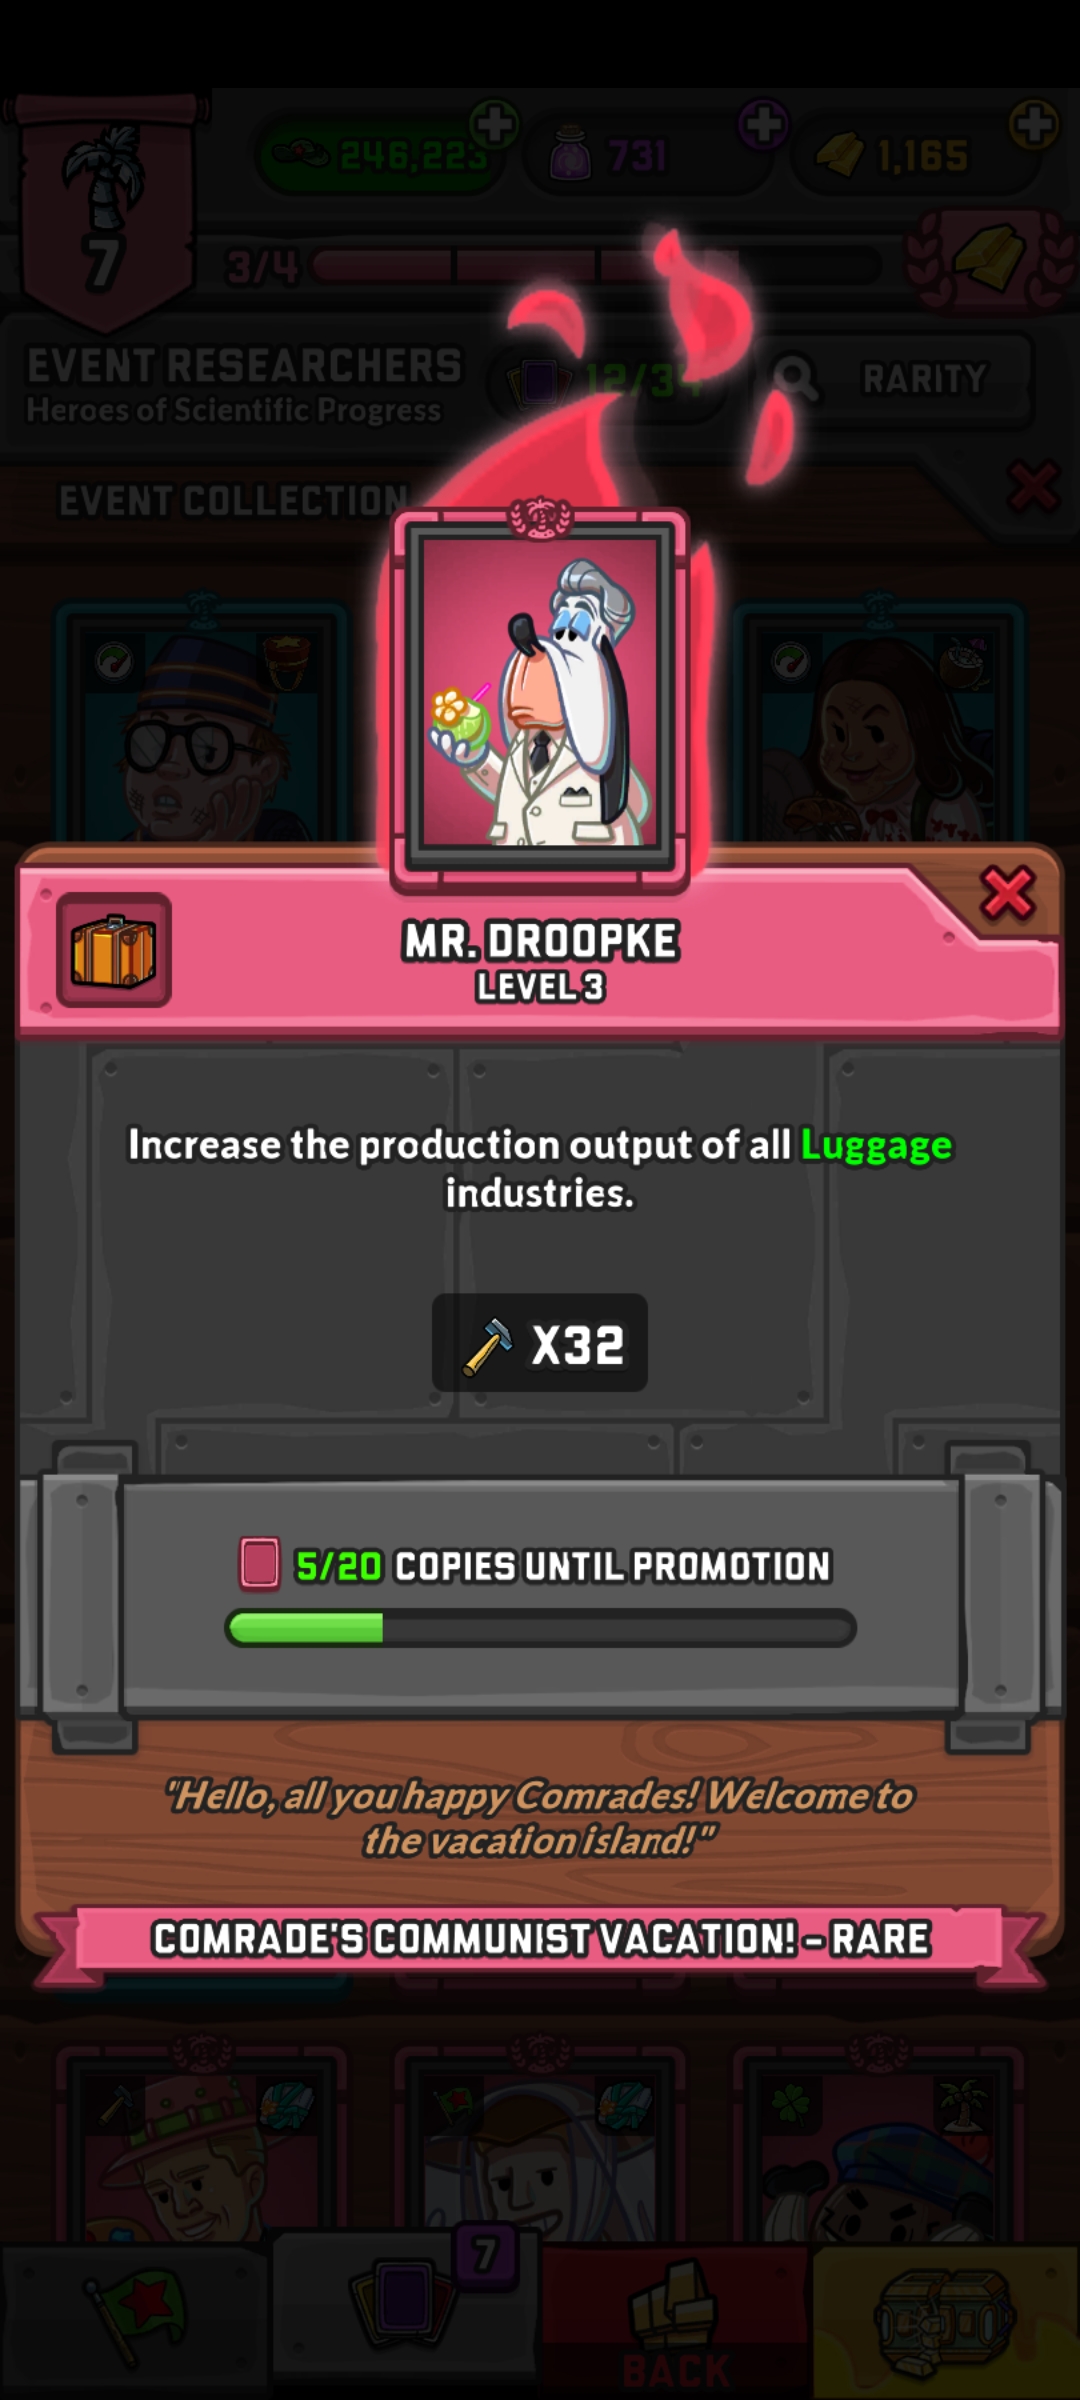 246,223
731
1,165
7
3/4
EVENT RESEARCHERS
12/34
RARITY
Heroes of Scientific Progress
EVENT COLLECTION
MR. DROOPKE
LEVEL 3
Increase the production output of all Luggage
industries.
X32
5/20 COPIES UNTIL PROMOTION
"Hello, all you happy Comrades! Welcome to
the vacation island!"
COMRADE'S COMMUNIST VACATION! - RARE
7
BACK